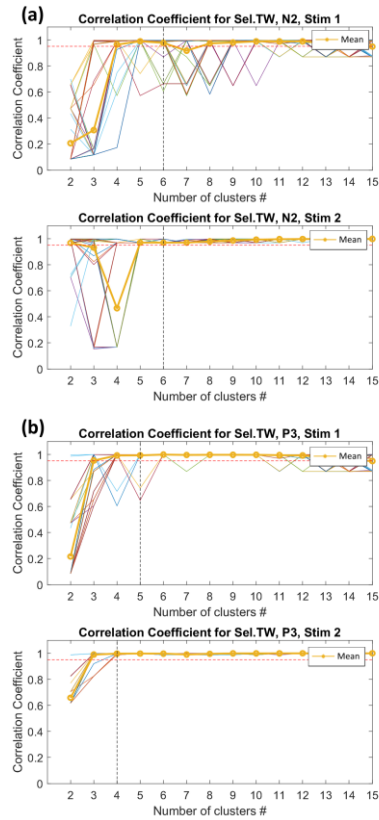 (a)
Correlation Coefficient for Sel.TW, N2, Stim 1
Correlation Coefficient
1
0.8
0.6
0.4
0.2
0
Mean
2 3 4 5 6 7 8 9 10 11 12 13 14 15
Number of clusters #
Correlation Coefficient for Sel.TW, N2, Stim 2
Correlation Coefficient
1
0.8
0.6
0.4
0.2
0
Mean
2 3 4 5 6 7 8 9 10 11 12 13 14 15
Number of clusters #
(b)
Correlation Coefficient for Sel.TW, P3, Stim 1
Correlation Coefficient
1
0.8
0.6
0.4
0.2
0
Mean
2 3 4 5 6 7 8 9 10 11 12 13 14 15
Number of clusters #
Correlation Coefficient for Sel.TW, P3, Stim 2
Correlation Coefficient
1
0.8
0.6
0.4
0.2
0
Mean
2 3 4 5 6 7 8 9 10 11 12 13 14 15
Number of clusters #